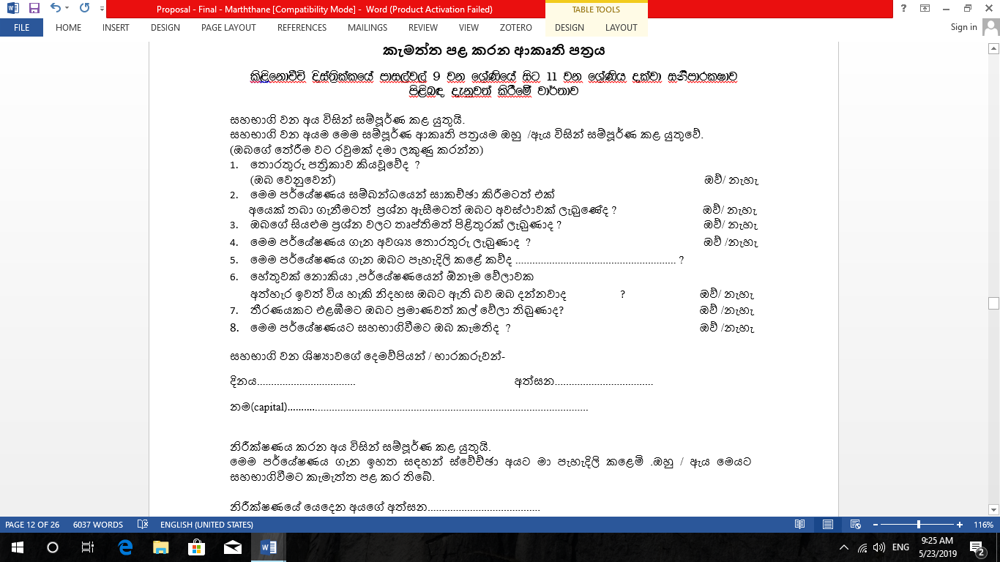 Proposal - Final - Marththane [Compatibility Mode] - Word (Product Activation Failed)
TABLE TOOLS
FILE HOME INSERT DESIGN PAGE LAYOUT REFERENCES MAILINGS REVIEW VIEW ZOTERO DESIGN LAYOUT
Sign in
කැමත්ත පළ කරන ආකෘති පත්‍රය
කිළිනොච්චි දිස්ත්‍රික්කයේ පාසල්වල් 9 වන ශ්‍රේණියේ සිට 11 වන ශ්‍රේණිය දක්වා සනීපාරක්ෂාව
පිළිබඳ දැනුවත් කිරීමේ වාර්තාව
සහභාගි වන අය විසින් සම්පූර්ණ කළ යුතුයි.
සහභාගි වන අයම මෙම සම්පූර්ණ ආකෘති පත්‍රයම ඔහු /ඇය විසින් සම්පූර්ණ කළ යුතුවේ.
(ඔබගේ තේරීම වට රවුමක් දමා ලකුණු කරන්න)
1. තොරතුරු පත්‍රිකාව කියවූවේද ?
(ඔබ වෙනුවෙන්) ඔව්/ නැහැ
2. මෙම පර්යේෂණය සම්බන්ධයෙන් සාකච්ඡා කිරීමටත් එක්
අයෙක් තබා ගැනීමටත් ප්‍රශ්න ඇසීමටත් ඔබට අවස්ථාවක් ලැබුණේද ? ඔව්/ නැහැ
3. ඔබගේ සියළුම ප්‍රශ්න වලට තෘප්තිමත් පිළිතුරක් ලැබුණාද ? ඔව්/ නැහැ
4. මෙම පර්යේෂණය ගැන අවශ්‍ය තොරතුරු ලැබුණාද ? ඔව් /නැහැ
5. මෙම පර්යේෂණය ගැන ඔබට පැහැදිලි කළේ කව්ද ......................................................... ?
6. හේතුවක් නොකියා ,පර්යේෂණයෙන් ඕනෑම වේලාවක
අත්හැර ඉවත් විය හැකි නිදහස ඔබට ඇති බව ඔබ දන්නවාද ? ඔව්/ නැහැ
7. තීරණයකට එළඹීමට ඔබට ප්‍රමාණවත් කල් වේලා තිබුණාද? ඔව් /නැහැ
8. මෙම පර්යේෂණයට සහභාගිවීමට ඔබ කැමතිද ? ඔව් /නැහැ
සහභාගි වන ශිෂ්‍යාවගේ දෙමව්පියන් / භාරකරුවන්-
දිනය................................... අත්සන...................................
නම(capital)..........................................................................................................
නිරීක්ෂණය කරන අය විසින් සම්පූර්ණ කළ යුතුයි.
මෙම පර්යේෂණය ගැන ඉහත සඳහන් ස්වේච්ඡා අයට මා පැහැදිලි කළෙමි .ඔහු / ඇය මෙයට
සහභාගිවීමට කැමැත්ත පළ කර තිබේ.
නිරීක්ෂණයේ යෙදෙන අයගේ අත්සන........................................
PAGE 12 OF 26 6037 WORDS ENGLISH (UNITED STATES) 116%
ENG 9:25 AM
5/23/2019 2